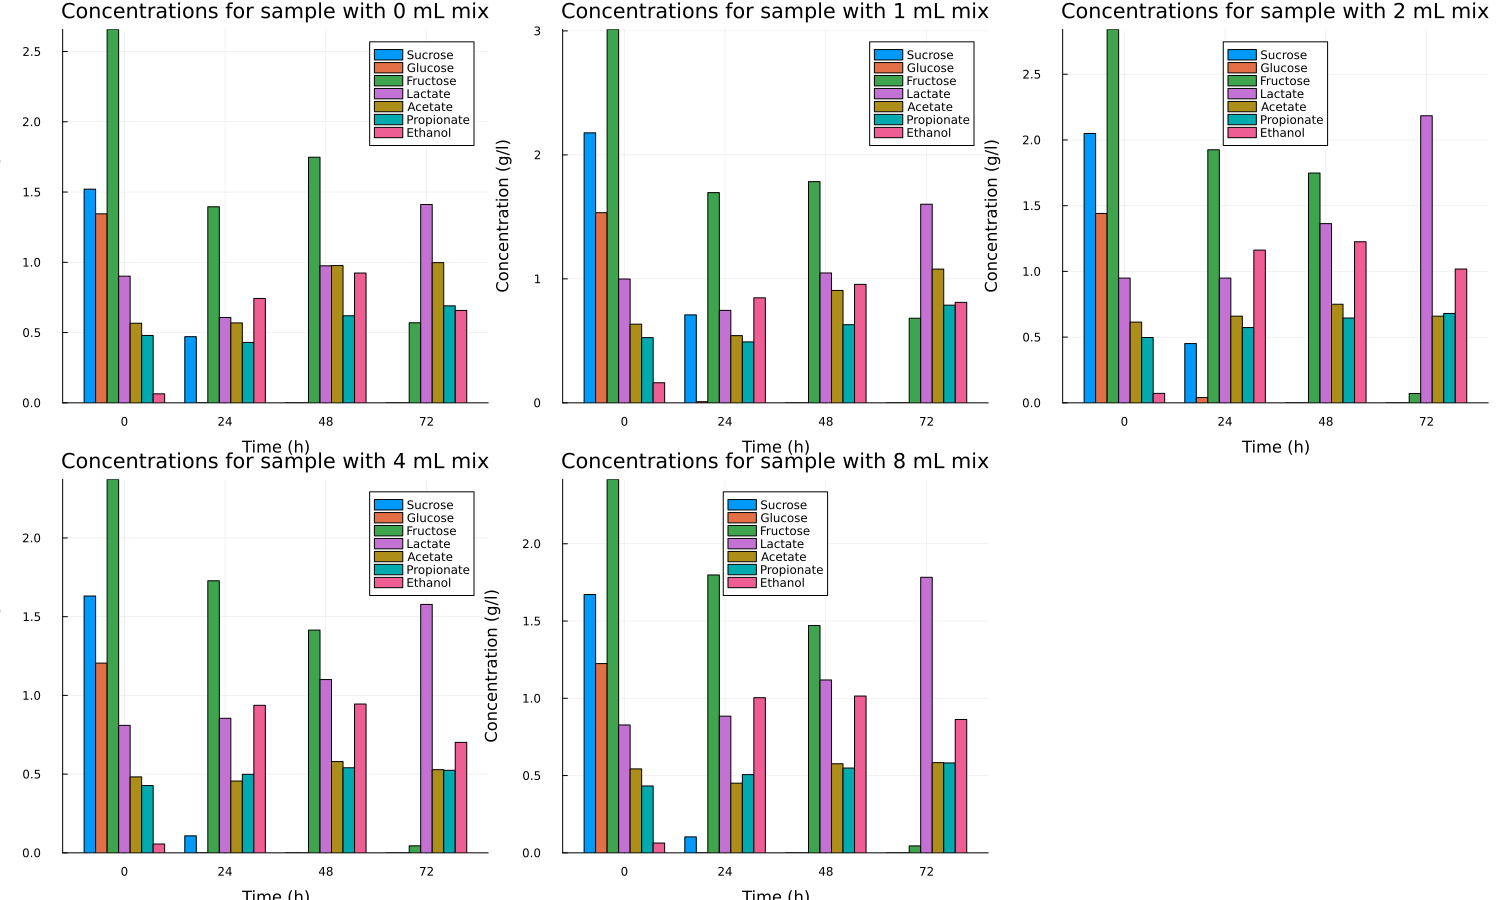 Concentrations for sample with 0 mL mix
2.5
2.0
1.5
1.0
0.5
0.0
0
24
48
72
Time (h)
Sucrose
Glucose
Fructose
Lactate
Acetate
Propionate
Ethanol
Concentrations for sample with 1 mL mix
Concentration (g/l)
3
2
1
0
0
24
48
72
Time (h)
Sucrose
Glucose
Fructose
Lactate
Acetate
Propionate
Ethanol
Concentrations for sample with 2 mL mix
Concentration (g/l)
2.5
2.0
1.5
1.0
0.5
0.0
0
24
48
72
Time (h)
Sucrose
Glucose
Fructose
Lactate
Acetate
Propionate
Ethanol
Concentrations for sample with 4 mL mix
2.0
1.5
1.0
0.5
0.0
0
24
48
72
Time (h)
Sucrose
Glucose
Fructose
Lactate
Acetate
Propionate
Ethanol
Concentrations for sample with 8 mL mix
Concentration (g/l)
2.0
1.5
1.0
0.5
0.0
0
24
48
72
Time (h)
Sucrose
Glucose
Fructose
Lactate
Acetate
Propionate
Ethanol